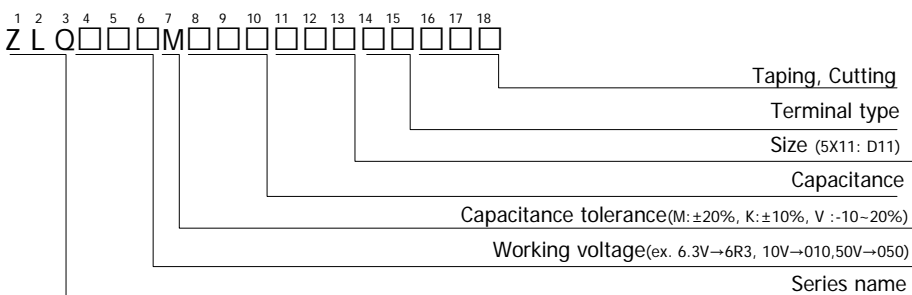 1 2 3 4 5 6 7 8 9 10 11 12 13 14 15 16 17 18
Z L Q□□□M□□□□□□□□□□□
Taping, Cutting
Terminal type
Size (5X11: D11)
Capacitance
Capacitance tolerance(M:±20%, K:±10%, V :-10~20%)
Working voltage(ex. 6.3V→6R3, 10V→010,50V→050)
Series name